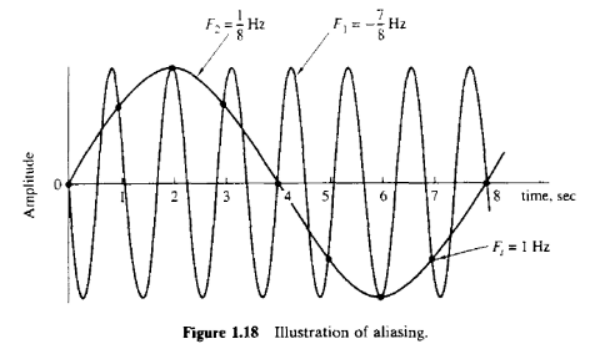 F₂ = 1/8 Hz
F₁ = -7/8 Hz
Amplitude
0
1 2 3 4 5 6 7 8 time, sec
Fₛ = 1 Hz
Figure 1.18 Illustration of aliasing.